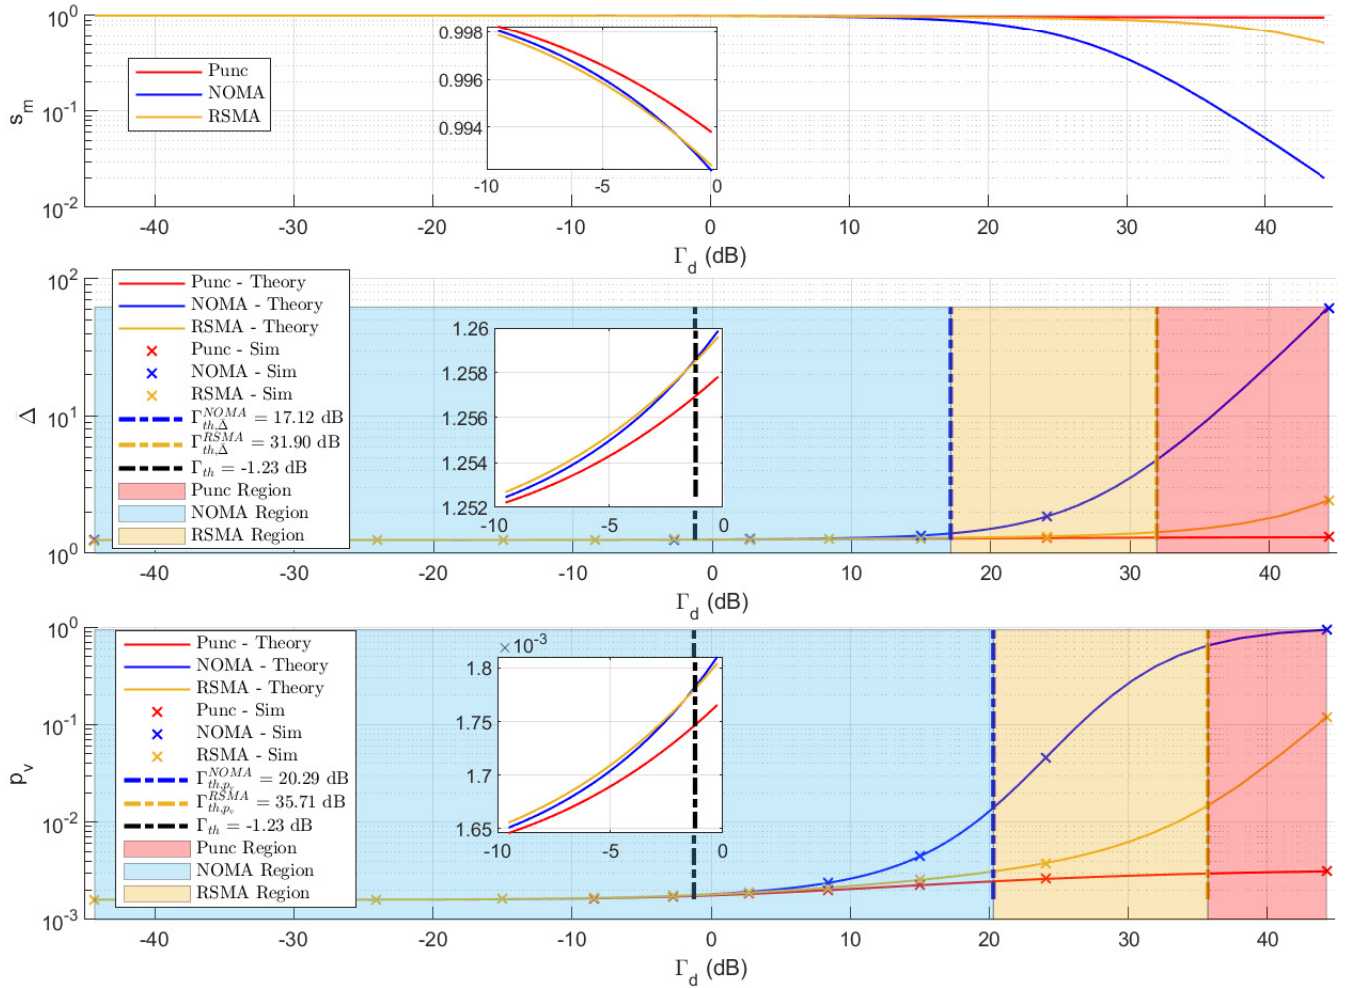 10^0
10^-1
10^-2
s_m
Punc
NOMA
RSMA
0.998
0.996
0.994
-10 -5 0
-40 -30 -20 -10 0 10 20 30 40
Γ_d (dB)
10^2
10^1
10^0
Δ̄
Punc - Theory
NOMA - Theory
RSMA - Theory
Punc - Sim
NOMA - Sim
RSMA - Sim
Γ_{th,Δ̄}^{NOMA} = 17.12 dB
Γ_{th,Δ̄}^{RSMA} = 31.90 dB
Γ_th = -1.23 dB
Punc Region
NOMA Region
RSMA Region
1.26
1.258
1.256
1.254
1.252
-10 -5 0
-40 -30 -20 -10 0 10 20 30 40
Γ_d (dB)
10^0
10^-1
10^-2
10^-3
p_v
Punc - Theory
NOMA - Theory
RSMA - Theory
Punc - Sim
NOMA - Sim
RSMA - Sim
Γ_{th,p_v}^{NOMA} = 20.29 dB
Γ_{th,p_v}^{RSMA} = 35.71 dB
Γ_th = -1.23 dB
Punc Region
NOMA Region
RSMA Region
×10^-3
1.8
1.75
1.7
1.65
-10 -5 0
-40 -30 -20 -10 0 10 20 30 40
Γ_d (dB)